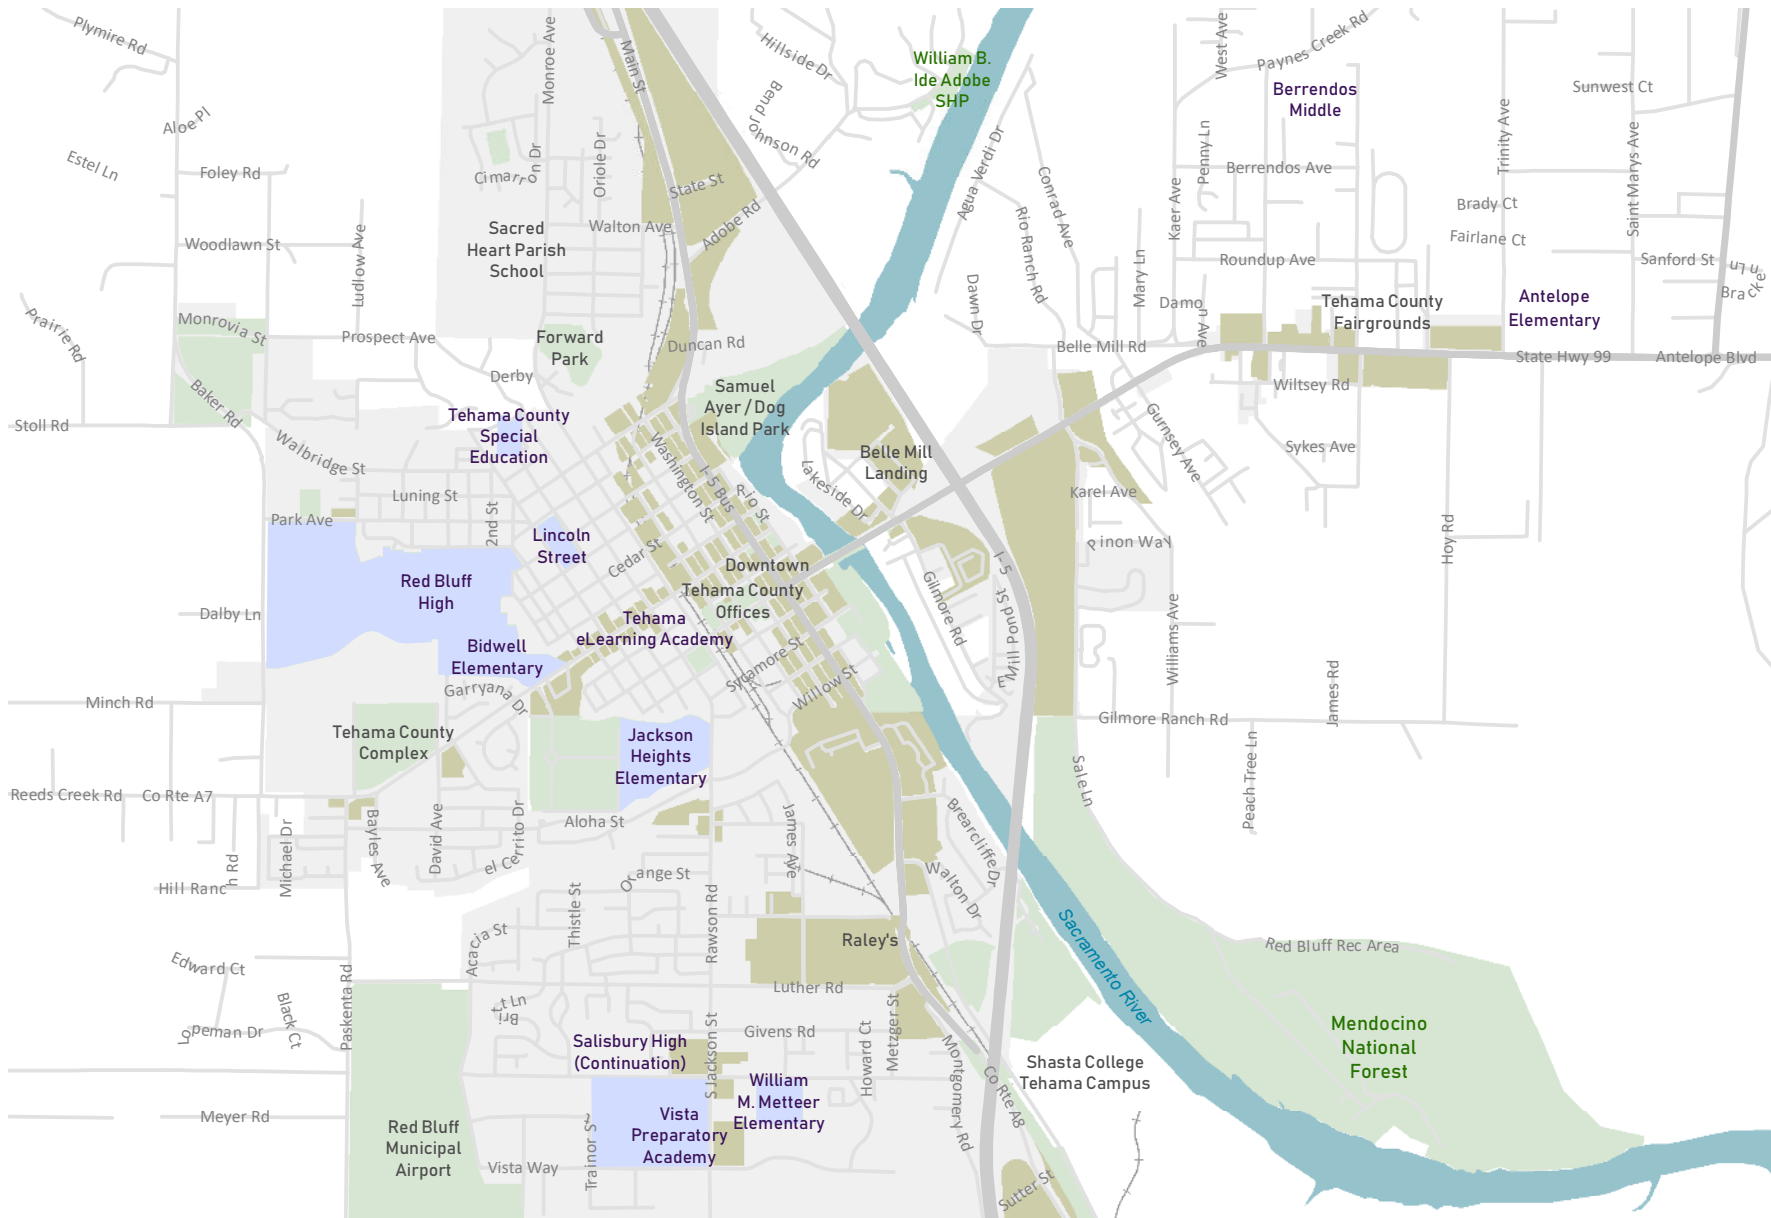 Plymire Rd
Aloe Pl
Estel Ln
Foley Rd
Woodlawn St
Ludlow Ave
Prairie Rd
Monrovia St
Prospect Ave
Baker Rd
Stoll Rd
Walbridge St
Luning St
Park Ave
2nd St
Derby
Monroe Ave
Main St
Cimarron Dr
Oriole Dr
Walton Ave
State St
Adobe Rd
Sacred
Heart Parish
School
Forward
Park
Duncan Rd
Hillside Dr
Bend Johnson Rd
William B.
Ide Adobe
SHP
Agua Verdi Dr
Conrad Ave
Rio Ranch Rd
Dawn Dr
Mary Ln
Kaer Ave
Penny Ln
West Ave
Paynes Creek Rd
Berrendos
Middle
Berrendos Ave
Roundup Ave
Damon Ave
Belle Mill Rd
Trinity Ave
Sunwest Ct
Saint Marys Ave
Brady Ct
Fairlane Ct
Sanford St
Bracken Ln
Tehama County
Fairgrounds
Antelope
Elementary
State Hwy 99
Antelope Blvd
Wiltsey Rd
Sykes Ave
Gurnsey Ave
Karel Ave
Pinon Way
Hoy Rd
Samuel
Ayer / Dog
Island Park
Belle Mill
Landing
Lakeside Dr
Tehama County
Special
Education
Washington St
I-5 Bus
Rio St
Lincoln
Street
Cedar St
Downtown
Tehama County
Offices
Red Bluff
High
Bidwell
Elementary
Tehama
eLearning Academy
Sycamore St
Willow St
Gilmore Rd
I-5
E Mill Pond St
Williams Ave
Dalby Ln
Minch Rd
Garryana Dr
Tehama County
Complex
Jackson
Heights
Elementary
Gilmore Ranch Rd
James Rd
Peach Tree Ln
Sale Ln
Reeds Creek Rd
Co Rte A7
Michael Dr
Bayles Ave
David Ave
el Cerrito Dr
Aloha St
James Ave
Brearcliffe Dr
Walton Dr
Hill Ranch Rd
Orange St
Thistle St
Rawson Rd
Acacia St
Raley's
Luther Rd
Edward Ct
Black Ct
Lopeman Dr
Paskenta Rd
Britt Ln
Givens Rd
Howard Ct
Metzger St
Montgomery Rd
Co Rte A8
Salisbury High
(Continuation)
S Jackson St
William
M. Metteer
Elementary
Vista
Preparatory
Academy
Trainor St
Vista Way
Meyer Rd
Red Bluff
Municipal
Airport
Shasta College
Tehama Campus
Sutter St
Sacramento River
Red Bluff Rec Area
Mendocino
National
Forest